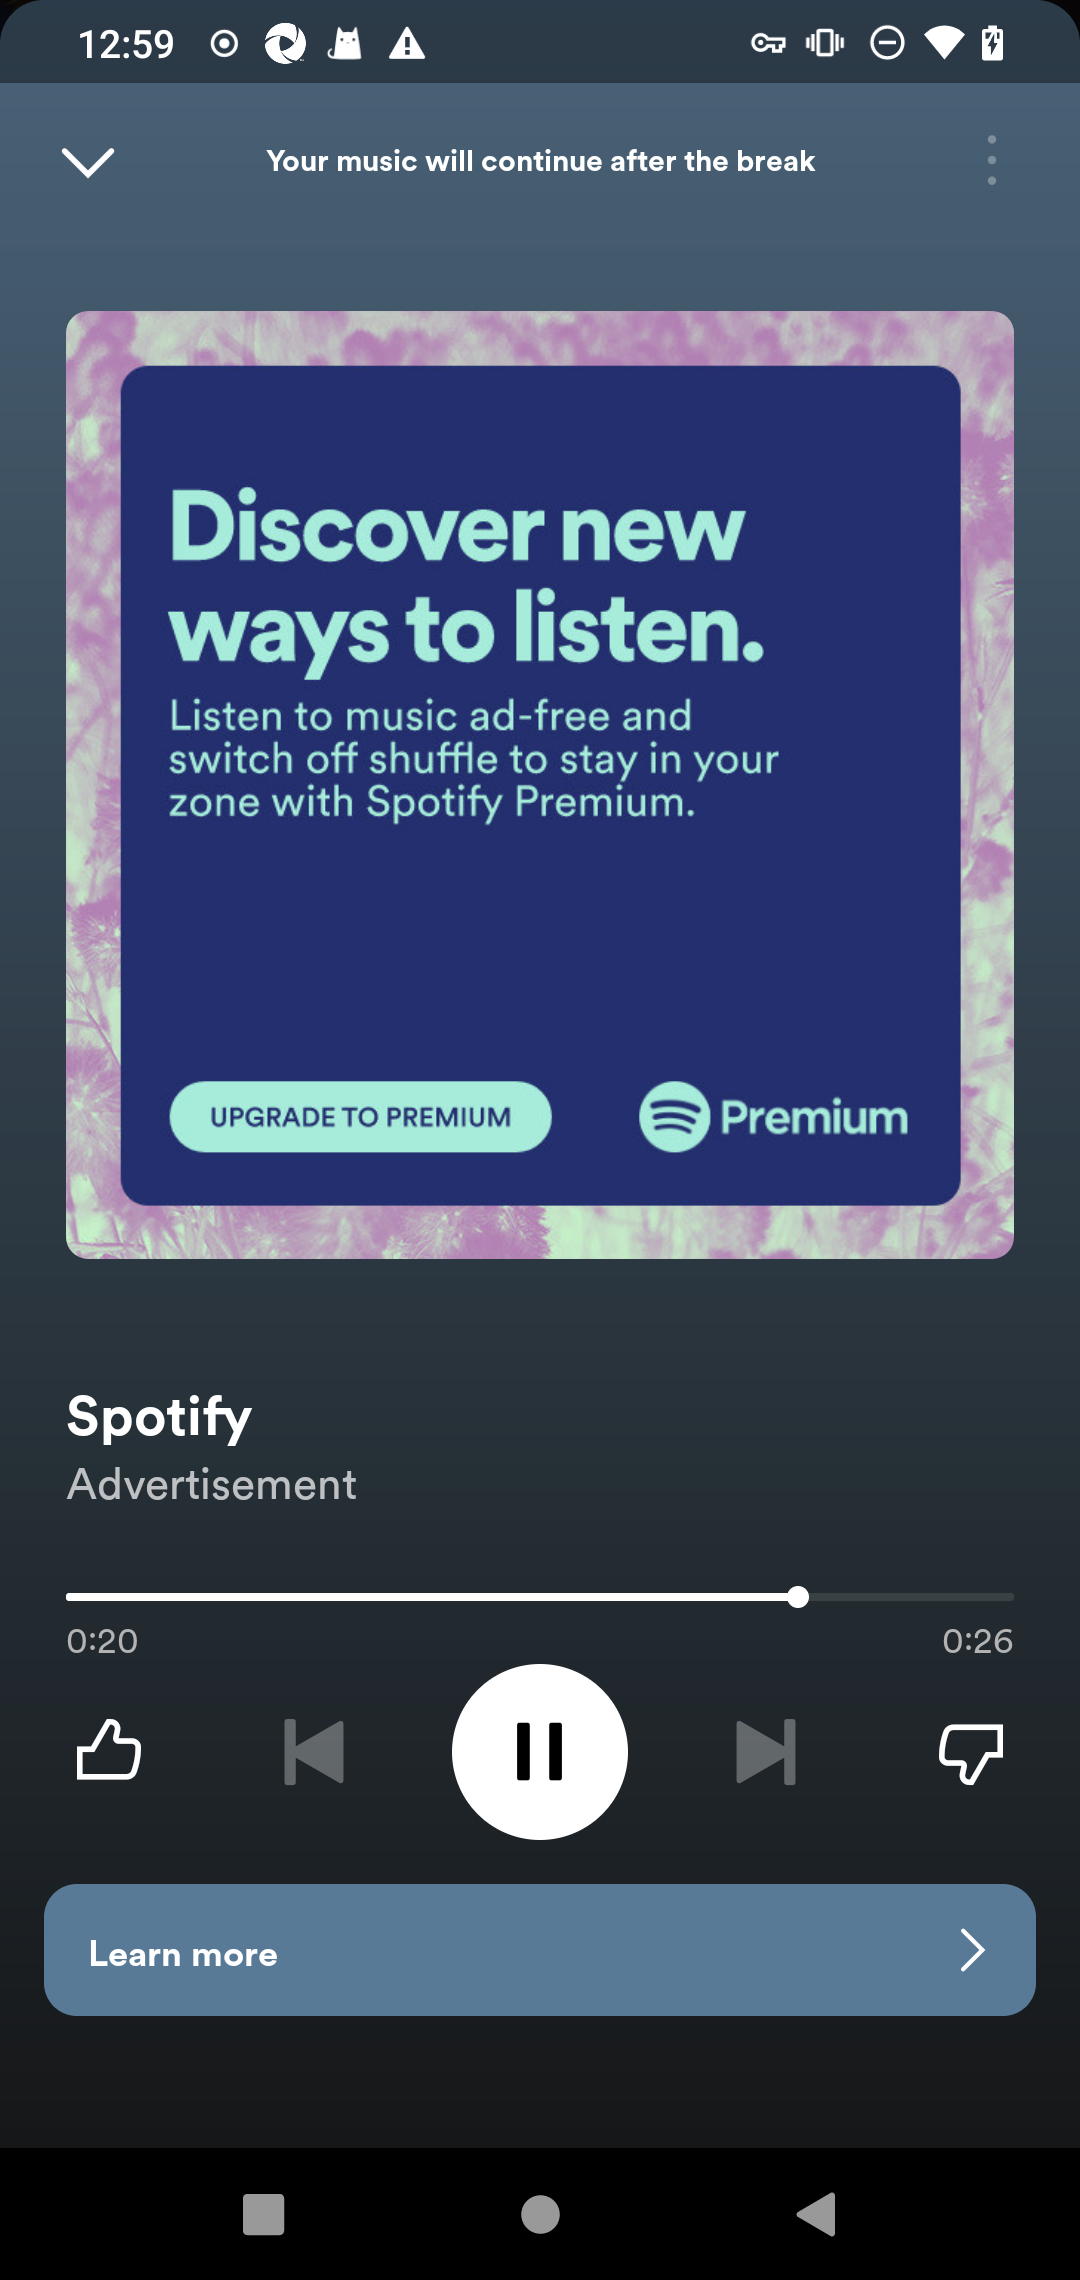 12:59
Your music will continue after the break
Discover new
ways to listen.
Listen to music ad-free and
switch off shuffle to stay in your
zone with Spotify Premium.
UPGRADE TO PREMIUM
Premium
Spotify
Advertisement
0:20
0:26
Learn more